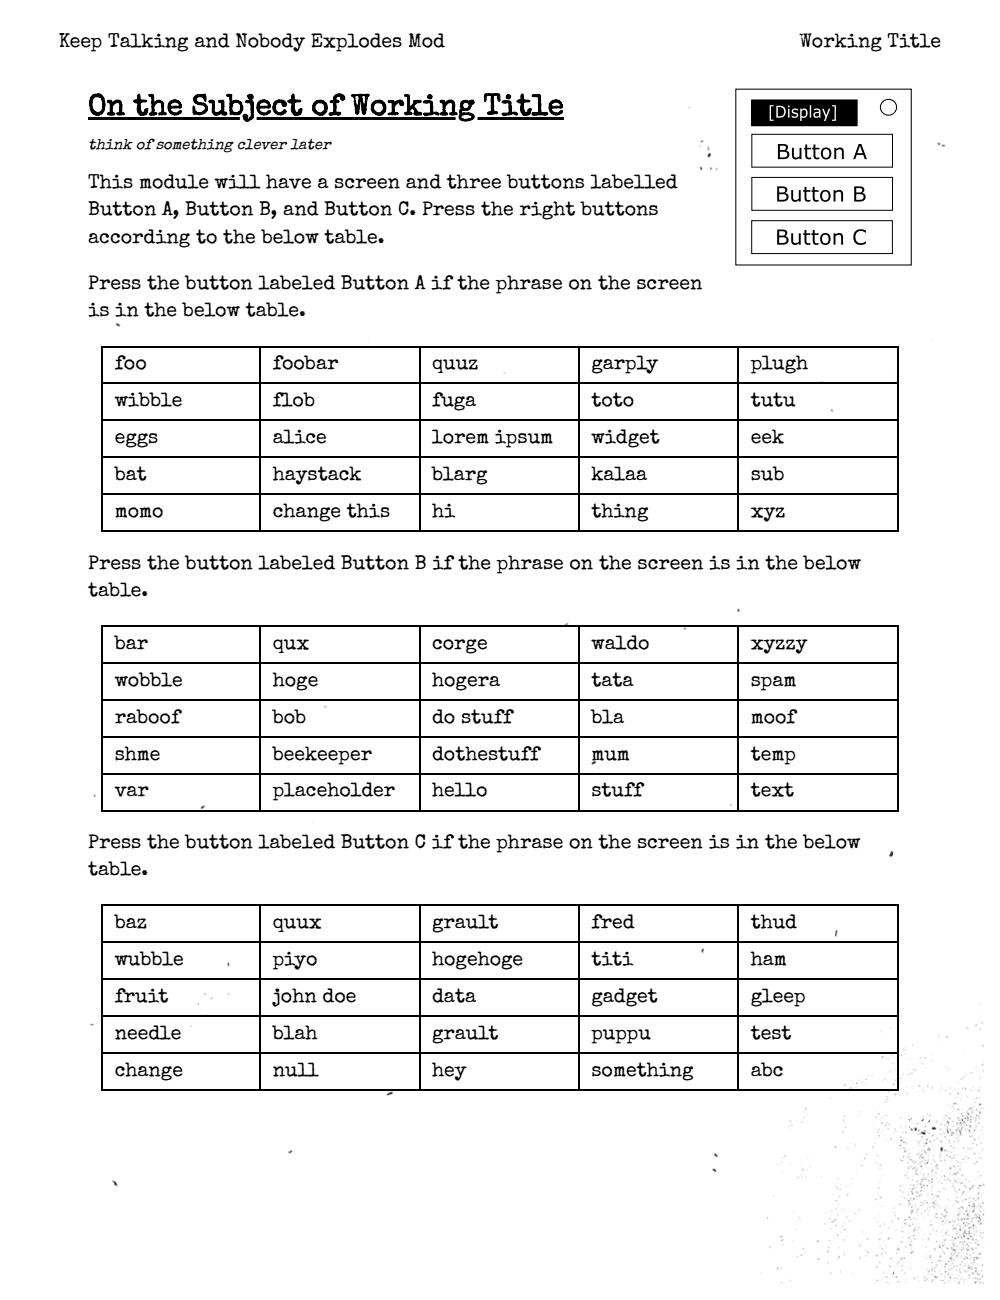 Keep Talking and Nobody Explodes Mod Working Title
On the Subject of Working Title
think of something clever later
This module will have a screen and three buttons labelled
Button A, Button B, and Button C. Press the right buttons
according to the below table.
[Display]
Button A
Button B
Button C
Press the button labeled Button A if the phrase on the screen
is in the below table.
foo foobar quuz garply plugh
wibble flob fuga toto tutu
eggs alice lorem ipsum widget eek
bat haystack blarg kalaa sub
momo change this hi thing xyz
Press the button labeled Button B if the phrase on the screen is in the below
table.
bar qux corge waldo xyzzy
wobble hoge hogera tata spam
raboof bob do stuff bla moof
shme beekeeper dothestuff mum temp
var placeholder hello stuff text
Press the button labeled Button C if the phrase on the screen is in the below
table.
baz quux grault fred thud
wubble piyo hogehoge titi ham
fruit john doe data gadget gleep
needle blah grault puppu test
change null hey something abc